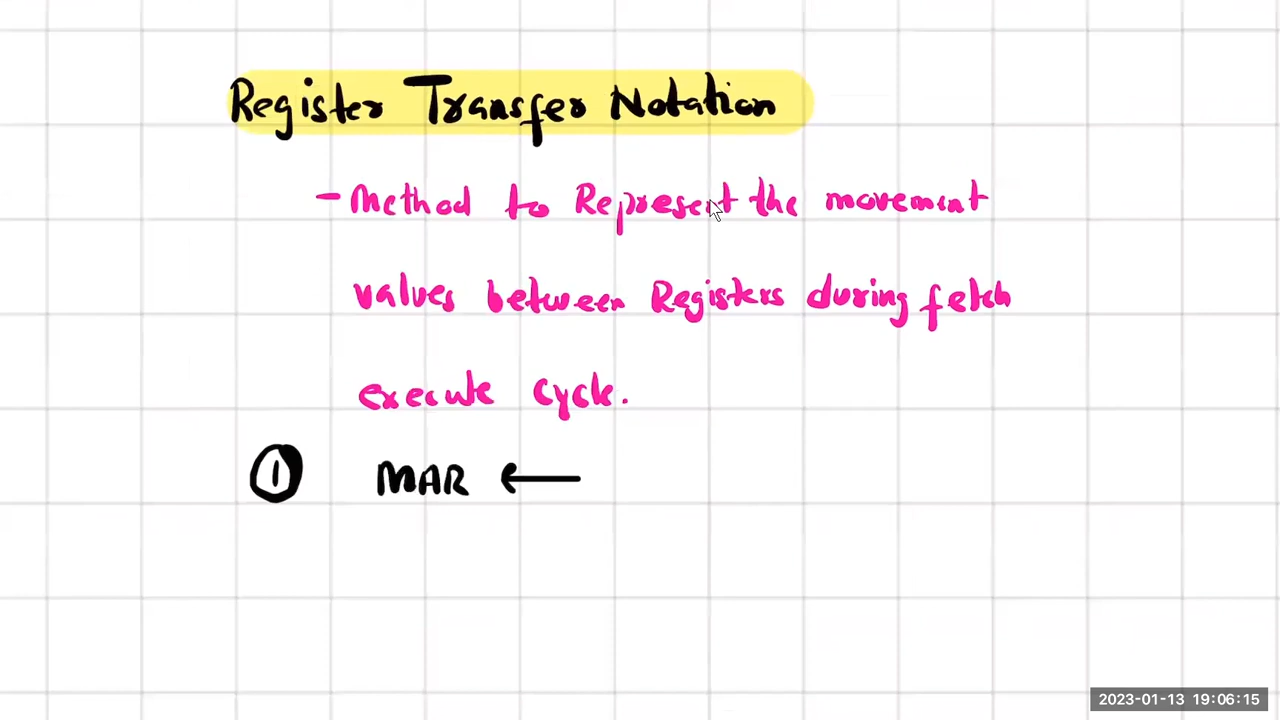 Register Transfer Notation
- Method to Represent the movement
values between Registers during fetch
execute cycle.
① MAR ←
2023-01-13 19:06:15